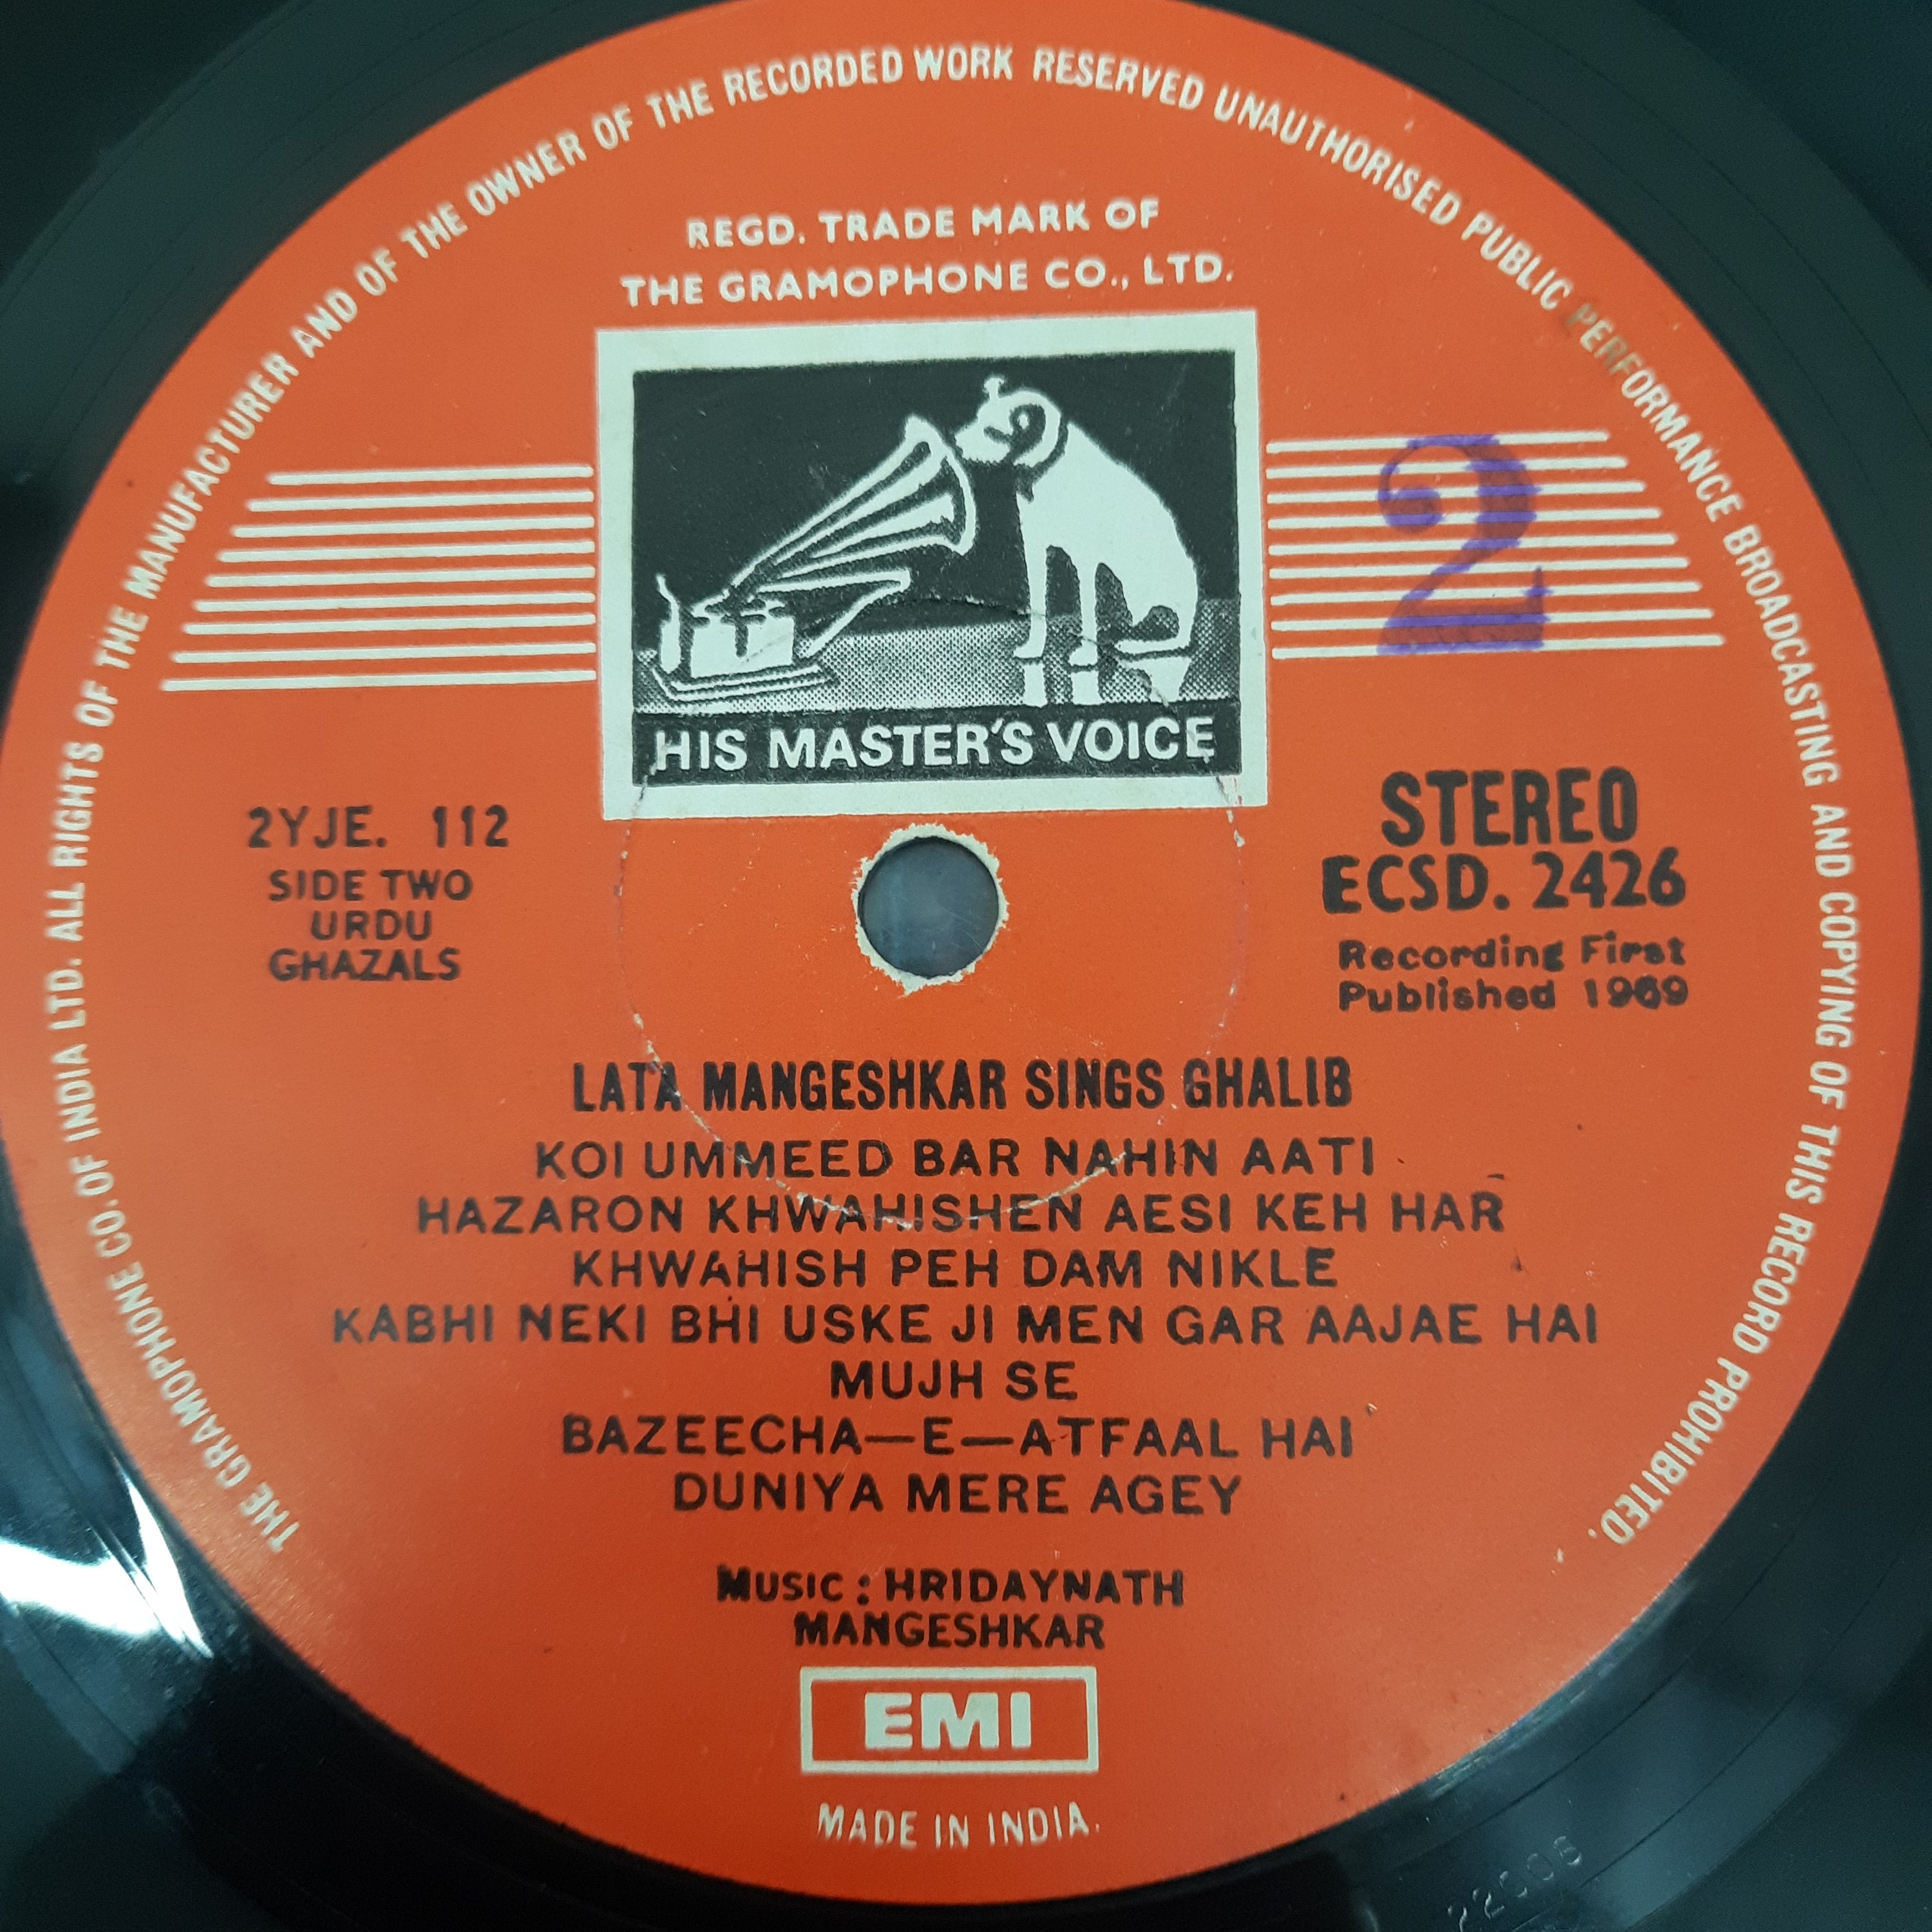 THE GRAMOPHONE CO. OF INDIA LTD. ALL RIGHTS OF THE MANUFACTURER AND OF THE OWNER OF THE RECORDED WORK RESERVED UNAUTHORISED PUBLIC PERFORMANCE BROADCASTING AND COPYING OF THIS RECORD PROHIBITED.
REGD. TRADE MARK OF
THE GRAMOPHONE CO., LTD.
HIS MASTER'S VOICE
2
2YJE. 112
SIDE TWO
URDU
GHAZALS
STEREO
ECSD. 2426
Recording First
Published 1969
LATA MANGESHKAR SINGS GHALIB
KOI UMMEED BAR NAHIN AATI
HAZARON KHWAHISHEN AESI KEH HAR
KHWAHISH PEH DAM NIKLE
KABHI NEKI BHI USKE JI MEN GAR AAJAE HAI
MUJH SE
BAZEECHA—E—ATFAAL HAI
DUNIYA MERE AGEY
MUSIC : HRIDAYNATH
MANGESHKAR
EMI
MADE IN INDIA.